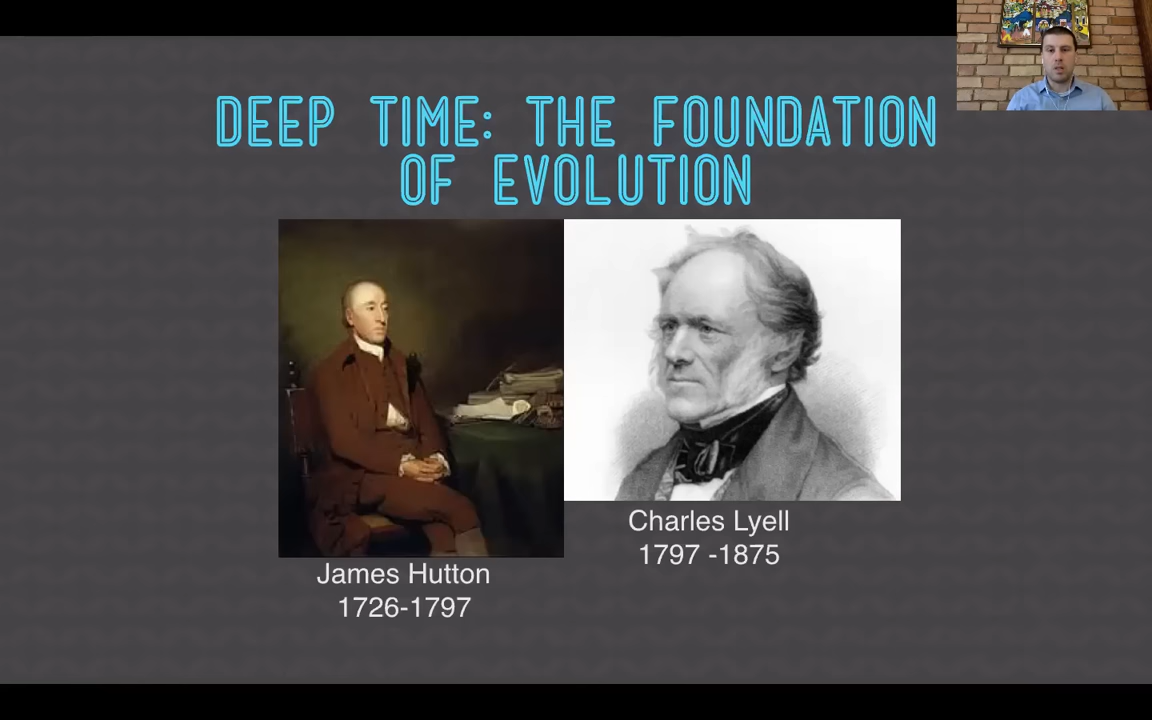 DEEP TIME: THE FOUNDATION
OF EVOLUTION
Charles Lyell
1797 -1875
James Hutton
1726-1797